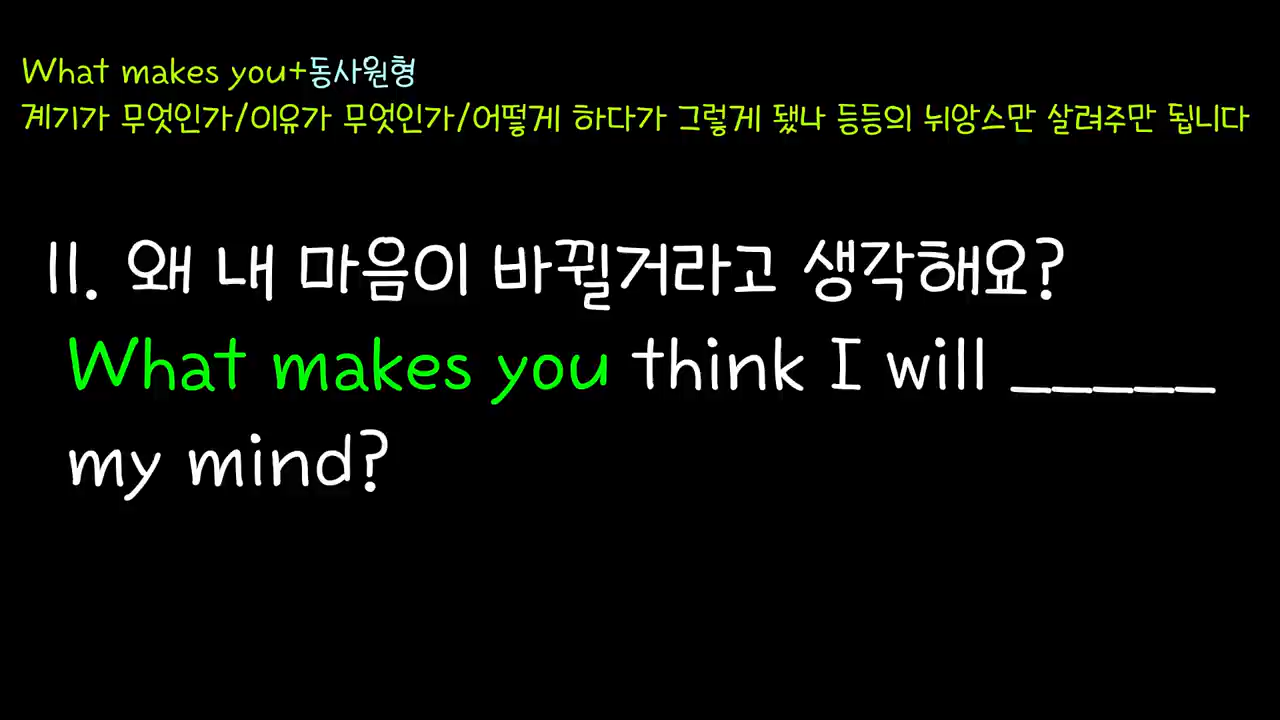 What makes you+동사원형
계기가 무엇인가/이유가 무엇인가/어떻게 하다가 그렇게 됐나 등등의 뉘앙스만 살려주만 됩니다
11. 왜 내 마음이 바뀔거라고 생각해요?
What makes you think I will _____
my mind?